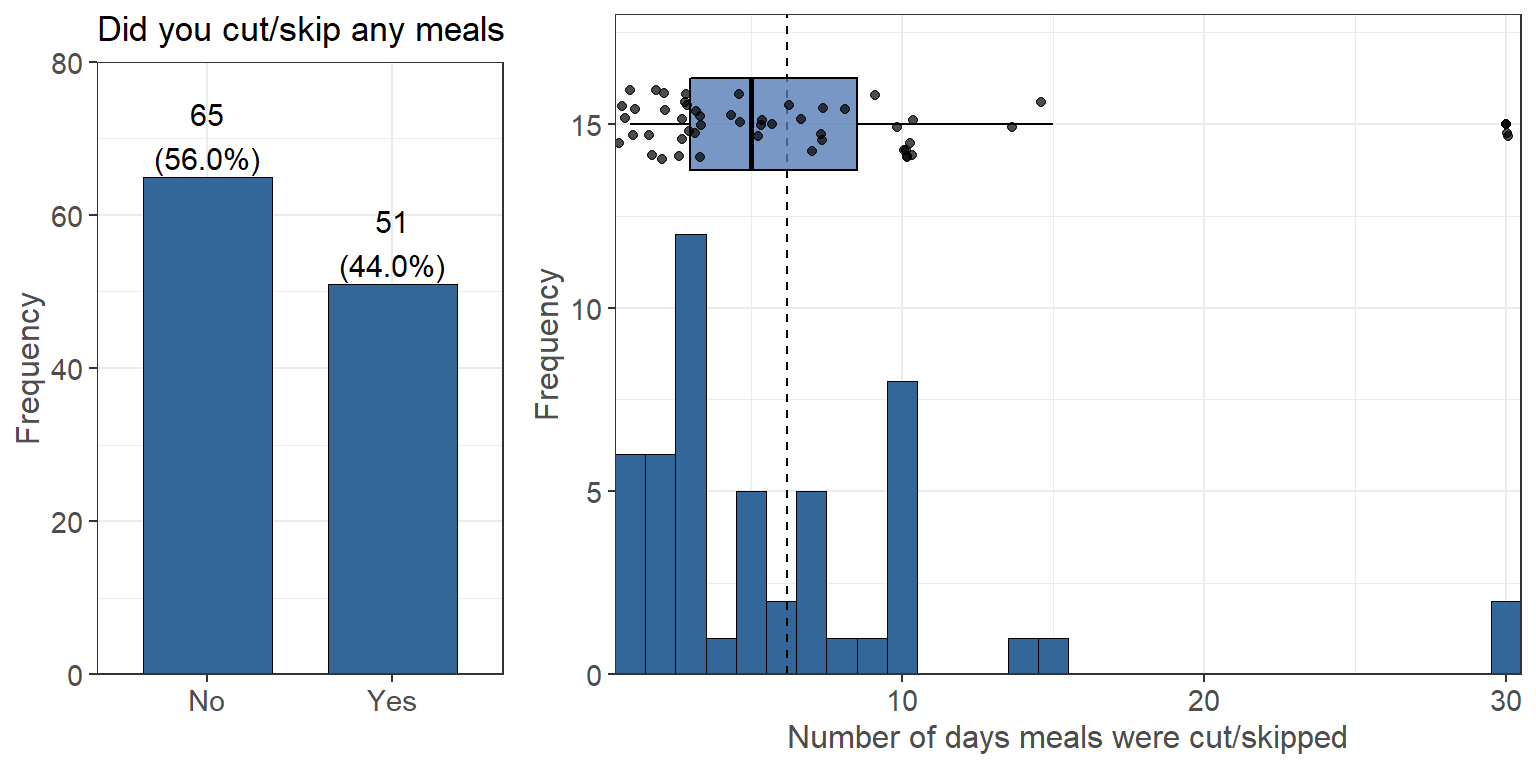 Did you cut/skip any meals
Frequency
80
60
40
20
0
65
(56.0%)
51
(44.0%)
No
Yes
Frequency
15
10
5
0
10
20
30
Number of days meals were cut/skipped